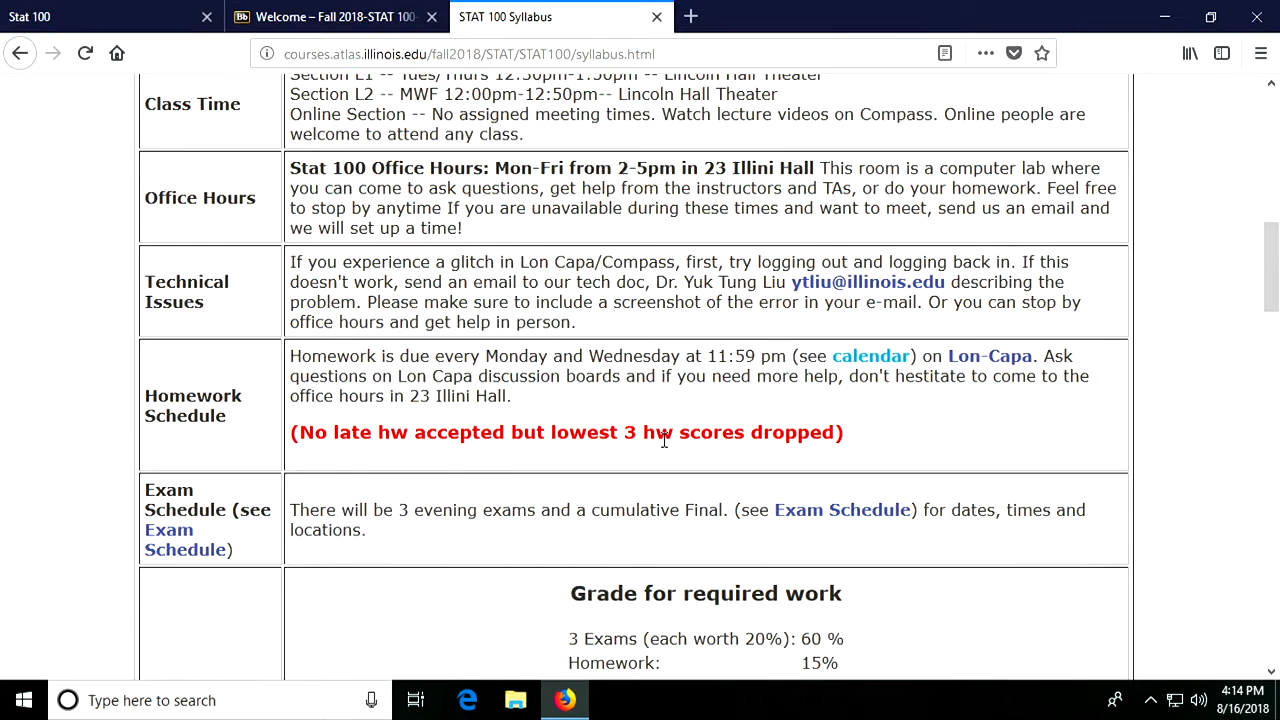 Stat 100
Bb Welcome – Fall 2018-STAT 100-
STAT 100 Syllabus
courses.atlas.illinois.edu/fall2018/STAT/STAT100/syllabus.html
Class Time
Section L1 -- Tues/Thurs 12:30pm-1:50pm -- Lincoln Hall Theater
Section L2 -- MWF 12:00pm-12:50pm-- Lincoln Hall Theater
Online Section -- No assigned meeting times. Watch lecture videos on Compass. Online people are
welcome to attend any class.
Office Hours
Stat 100 Office Hours: Mon-Fri from 2-5pm in 23 Illini Hall This room is a computer lab where
you can come to ask questions, get help from the instructors and TAs, or do your homework. Feel free
to stop by anytime If you are unavailable during these times and want to meet, send us an email and
we will set up a time!
Technical
Issues
If you experience a glitch in Lon Capa/Compass, first, try logging out and logging back in. If this
doesn't work, send an email to our tech doc, Dr. Yuk Tung Liu ytliu@illinois.edu describing the
problem. Please make sure to include a screenshot of the error in your e-mail. Or you can stop by
office hours and get help in person.
Homework
Schedule
Homework is due every Monday and Wednesday at 11:59 pm (see calendar) on Lon-Capa. Ask
questions on Lon Capa discussion boards and if you need more help, don't hestitate to come to the
office hours in 23 Illini Hall.
(No late hw accepted but lowest 3 hw scores dropped)
Exam
Schedule (see
Exam
Schedule)
There will be 3 evening exams and a cumulative Final. (see Exam Schedule) for dates, times and
locations.
Grade for required work
3 Exams (each worth 20%): 60 %
Homework: 15%
Type here to search
4:14 PM
8/16/2018